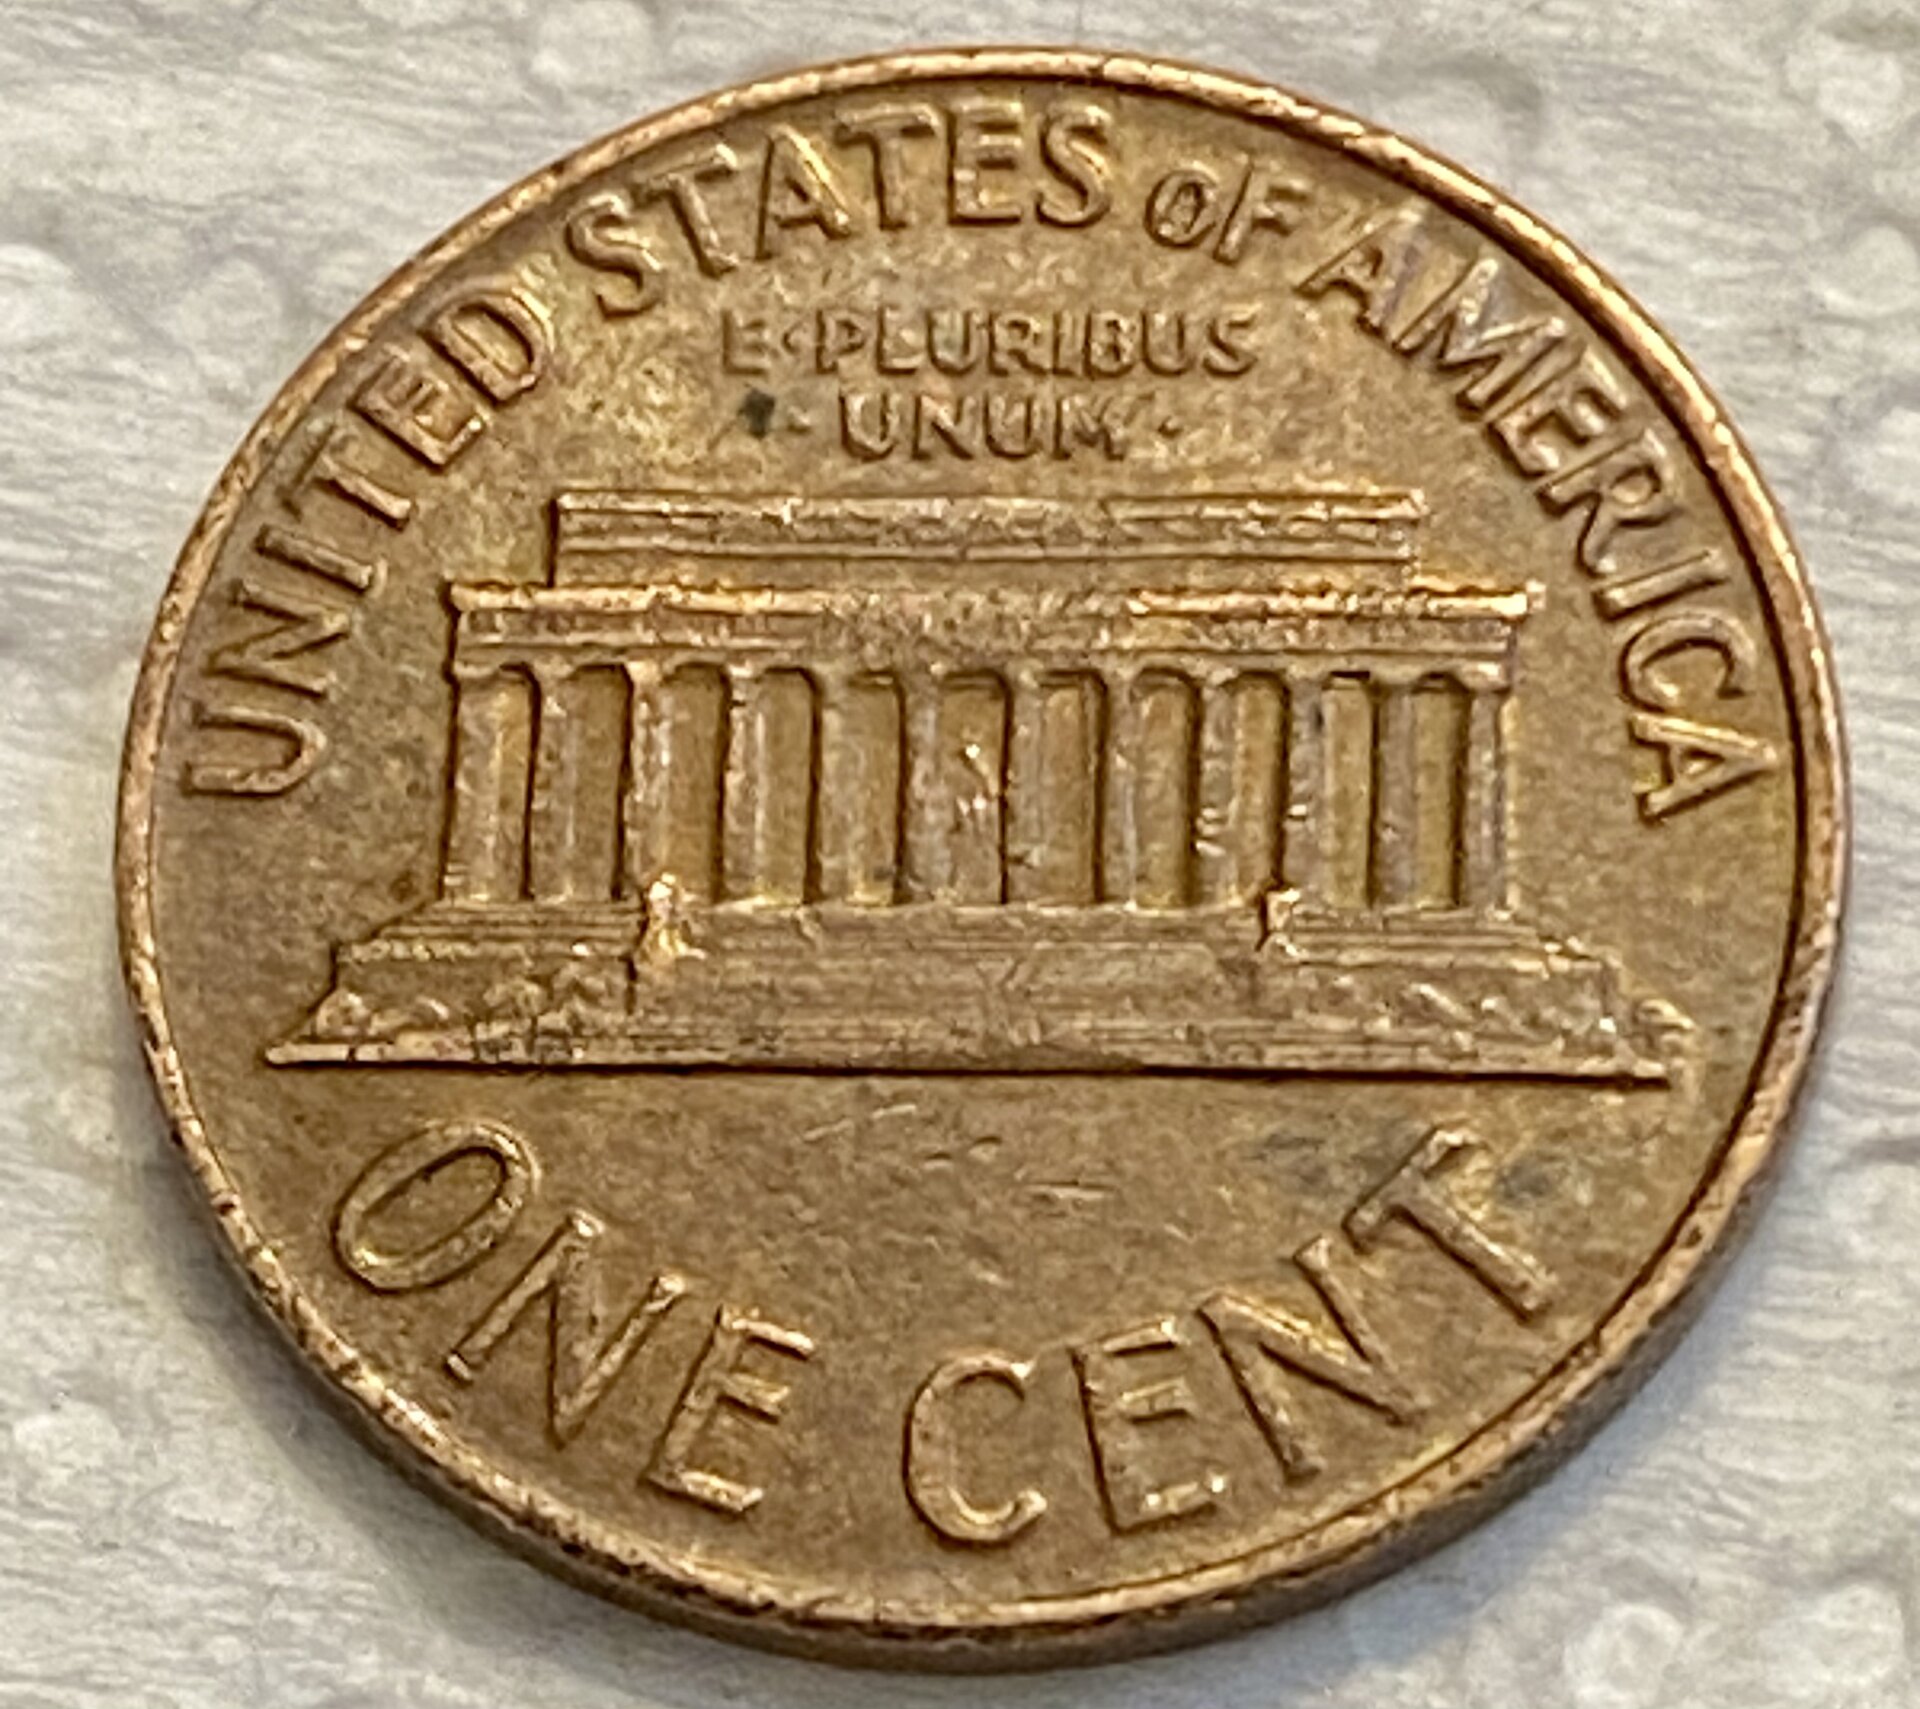 UNITED STATES OF AMERICA
E·PLURIBUS
·UNUM·
ONE CENT